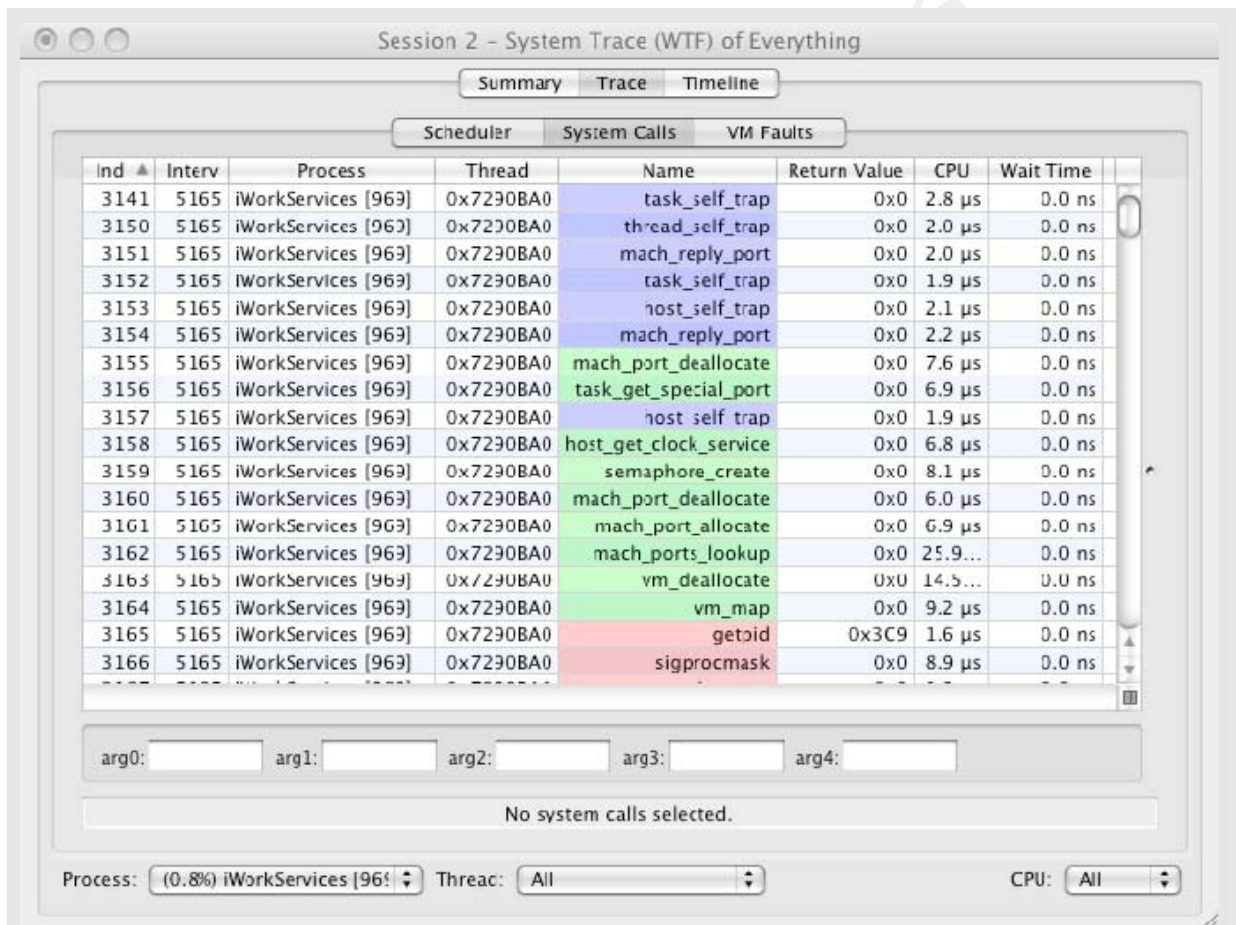 Session 2 - System Trace (WTF) of Everything
Summary Trace Timeline
Scheduler System Calls VM Faults
Ind Interv Process Thread Name Return Value CPU Wait Time
3141 5165 iWorkServices [969] 0x7290BA0 task_self_trap 0x0 2.8 µs 0.0 ns
3150 5165 iWorkServices [969] 0x7290BA0 thread_self_trap 0x0 2.0 µs 0.0 ns
3151 5165 iWorkServices [969] 0x7290BA0 mach_reply_port 0x0 2.0 µs 0.0 ns
3152 5165 iWorkServices [969] 0x7290BA0 task_self_trap 0x0 1.9 µs 0.0 ns
3153 5165 iWorkServices [969] 0x7290BA0 host_self_trap 0x0 2.1 µs 0.0 ns
3154 5165 iWorkServices [969] 0x7290BA0 mach_reply_port 0x0 2.2 µs 0.0 ns
3155 5165 iWorkServices [969] 0x7290BA0 mach_port_deallocate 0x0 7.6 µs 0.0 ns
3156 5165 iWorkServices [969] 0x7290BA0 task_get_special_port 0x0 6.9 µs 0.0 ns
3157 5165 iWorkServices [969] 0x7290BA0 host_self_trap 0x0 1.9 µs 0.0 ns
3158 5165 iWorkServices [969] 0x7290BA0 host_get_clock_service 0x0 6.8 µs 0.0 ns
3159 5165 iWorkServices [969] 0x7290BA0 semaphore_create 0x0 8.1 µs 0.0 ns
3160 5165 iWorkServices [969] 0x7290BA0 mach_port_deallocate 0x0 6.0 µs 0.0 ns
3161 5165 iWorkServices [969] 0x7290BA0 mach_port_allocate 0x0 6.9 µs 0.0 ns
3162 5165 iWorkServices [969] 0x7290BA0 mach_ports_lookup 0x0 25.9... 0.0 ns
3163 5165 iWorkServices [969] 0x7290BA0 vm_deallocate 0x0 14.5... 0.0 ns
3164 5165 iWorkServices [969] 0x7290BA0 vm_map 0x0 9.2 µs 0.0 ns
3165 5165 iWorkServices [969] 0x7290BA0 getpid 0x3C9 1.6 µs 0.0 ns
3166 5165 iWorkServices [969] 0x7290BA0 sigprocmask 0x0 8.9 µs 0.0 ns
arg0: arg1: arg2: arg3: arg4:
No system calls selected.
Process: (0.8%) iWorkServices [969 Thread: All CPU: All